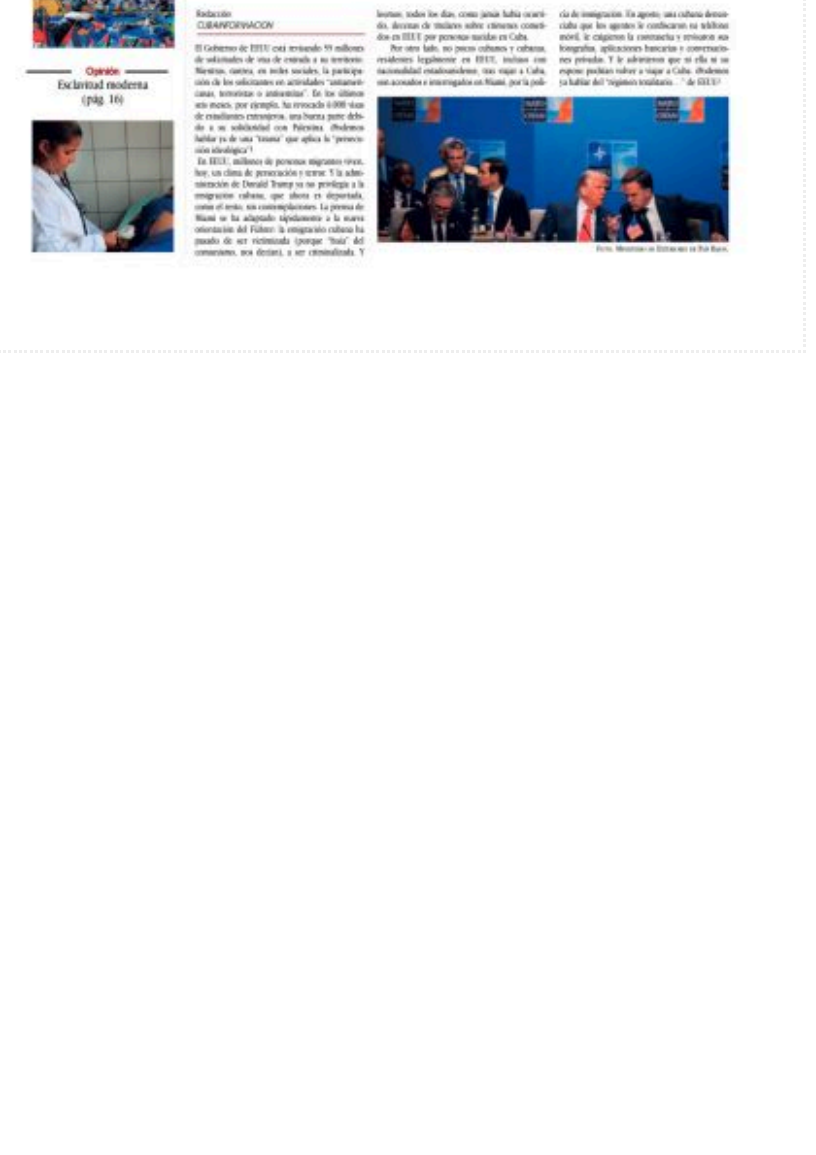 Opinión
Esclavitud moderna
(pág. 16)
Redacción
CUBAINFORMACION
El Gobierno de EEUU está revisando 55 millones
de solicitudes de visa de entrada a su territorio.
Mientras, rastrea, en redes sociales, la participa-
ción de los solicitantes en actividades "antiameri-
canas, terroristas o antisemitas". En los últimos
seis meses, por ejemplo, ha revocado 6.000 visas
de estudiantes extranjeros, una buena parte debi-
do a su solidaridad con Palestina. ¿Podemos
hablar ya de una "tiranía" que aplica la "persecu-
ción ideológica"?
En EEUU, millones de personas migrantes viven,
hoy, un clima de persecución y terror. Y la admi-
nistración de Donald Trump ya no privilegia a la
emigración cubana, que ahora es deportada,
como el resto, sin contemplaciones. La prensa de
Miami se ha adaptado rápidamente a la nueva
orientación del Führer: la emigración cubana ha
pasado de ser victimizada (porque "huía" del
comunismo, nos decían), a ser criminalizada. Y
leemos, todos los días, como jamás había ocurri-
do, decenas de titulares sobre crímenes cometi-
dos en EEUU por personas nacidas en Cuba.
Por otro lado, no pocos cubanos y cubanas,
residentes legalmente en EEUU, incluso con
nacionalidad estadounidense, tras viajar a Cuba,
son acosados e interrogados en Miami, por la poli-
cía de inmigración. En agosto, una cubana denun-
ciaba que los agentes le confiscaron su teléfono
móvil, le exigieron la contraseña y revisaron sus
fotografías, aplicaciones bancarias y conversacio-
nes privadas. Y le advirtieron que ni ella ni su
esposo podrían volver a viajar a Cuba. ¿Podemos
ya hablar del "régimen totalitario…" de EEUU?
Foto: Ministerio de Exteriores de Países Bajos.